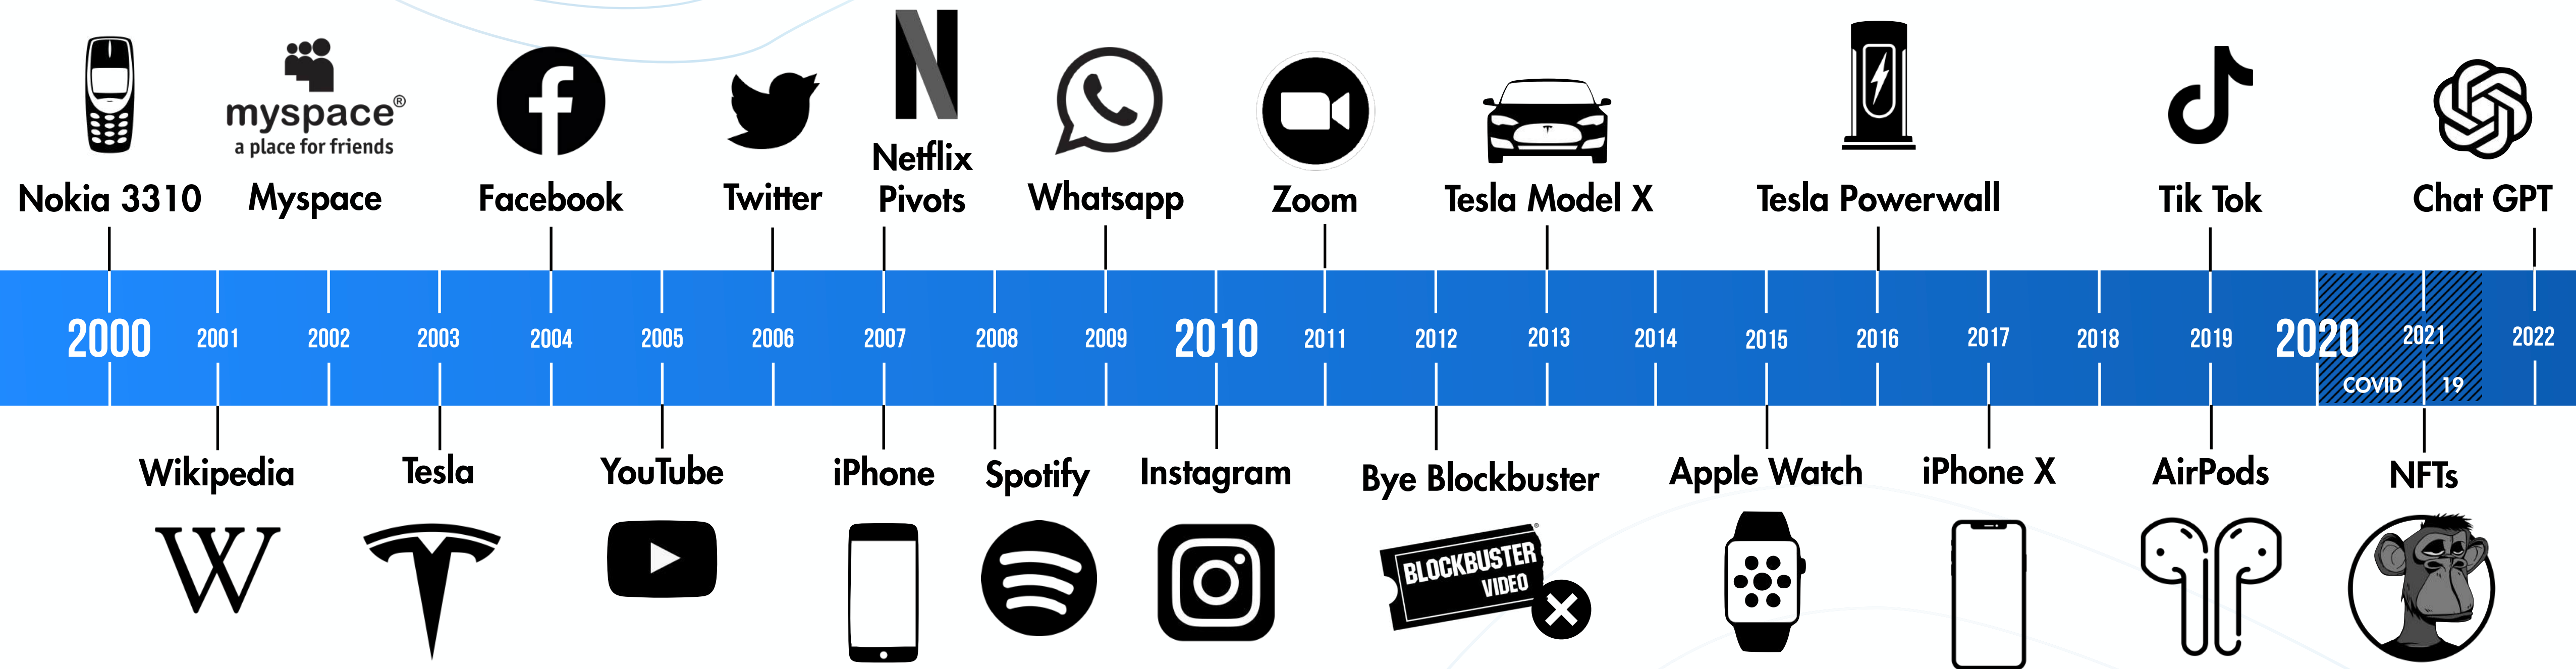 myspace®
a place for friends
Nokia 3310
Myspace
Facebook
Twitter
Netflix
Pivots
Whatsapp
Zoom
Tesla Model X
Tesla Powerwall
Tik Tok
Chat GPT
2000
2001
2002
2003
2004
2005
2006
2007
2008
2009
2010
2011
2012
2013
2014
2015
2016
2017
2018
2019
2020
2021
2022
COVID 19
Wikipedia
Tesla
YouTube
iPhone
Spotify
Instagram
Bye Blockbuster
Apple Watch
iPhone X
AirPods
NFTs
W
BLOCKBUSTER
VIDEO